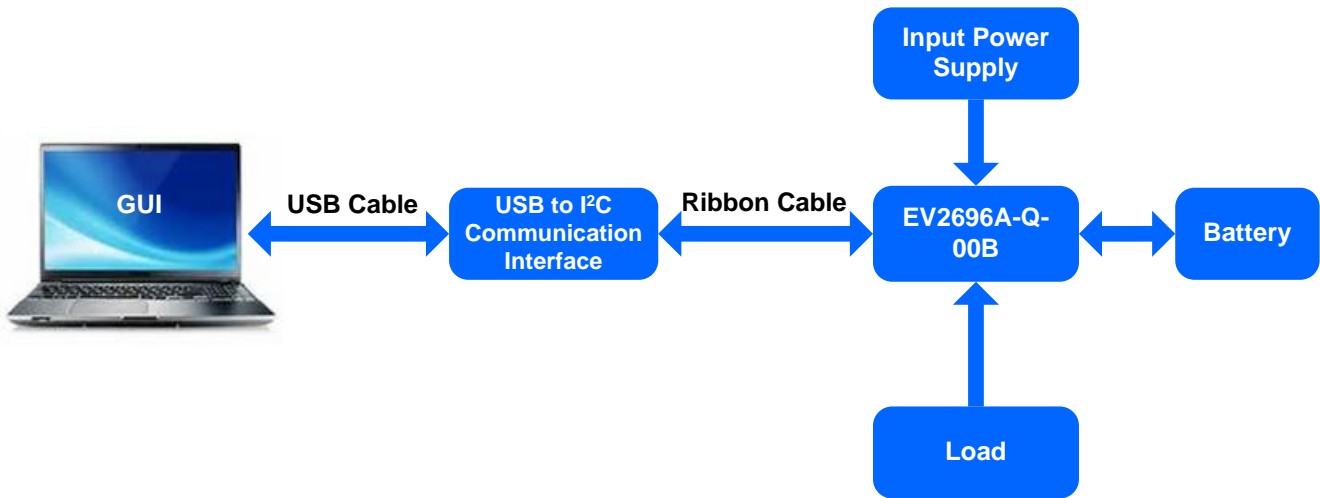 Input Power
Supply
GUI
USB Cable
USB to I²C
Communication
Interface
Ribbon Cable
EV2696A-Q-
00B
Battery
Load